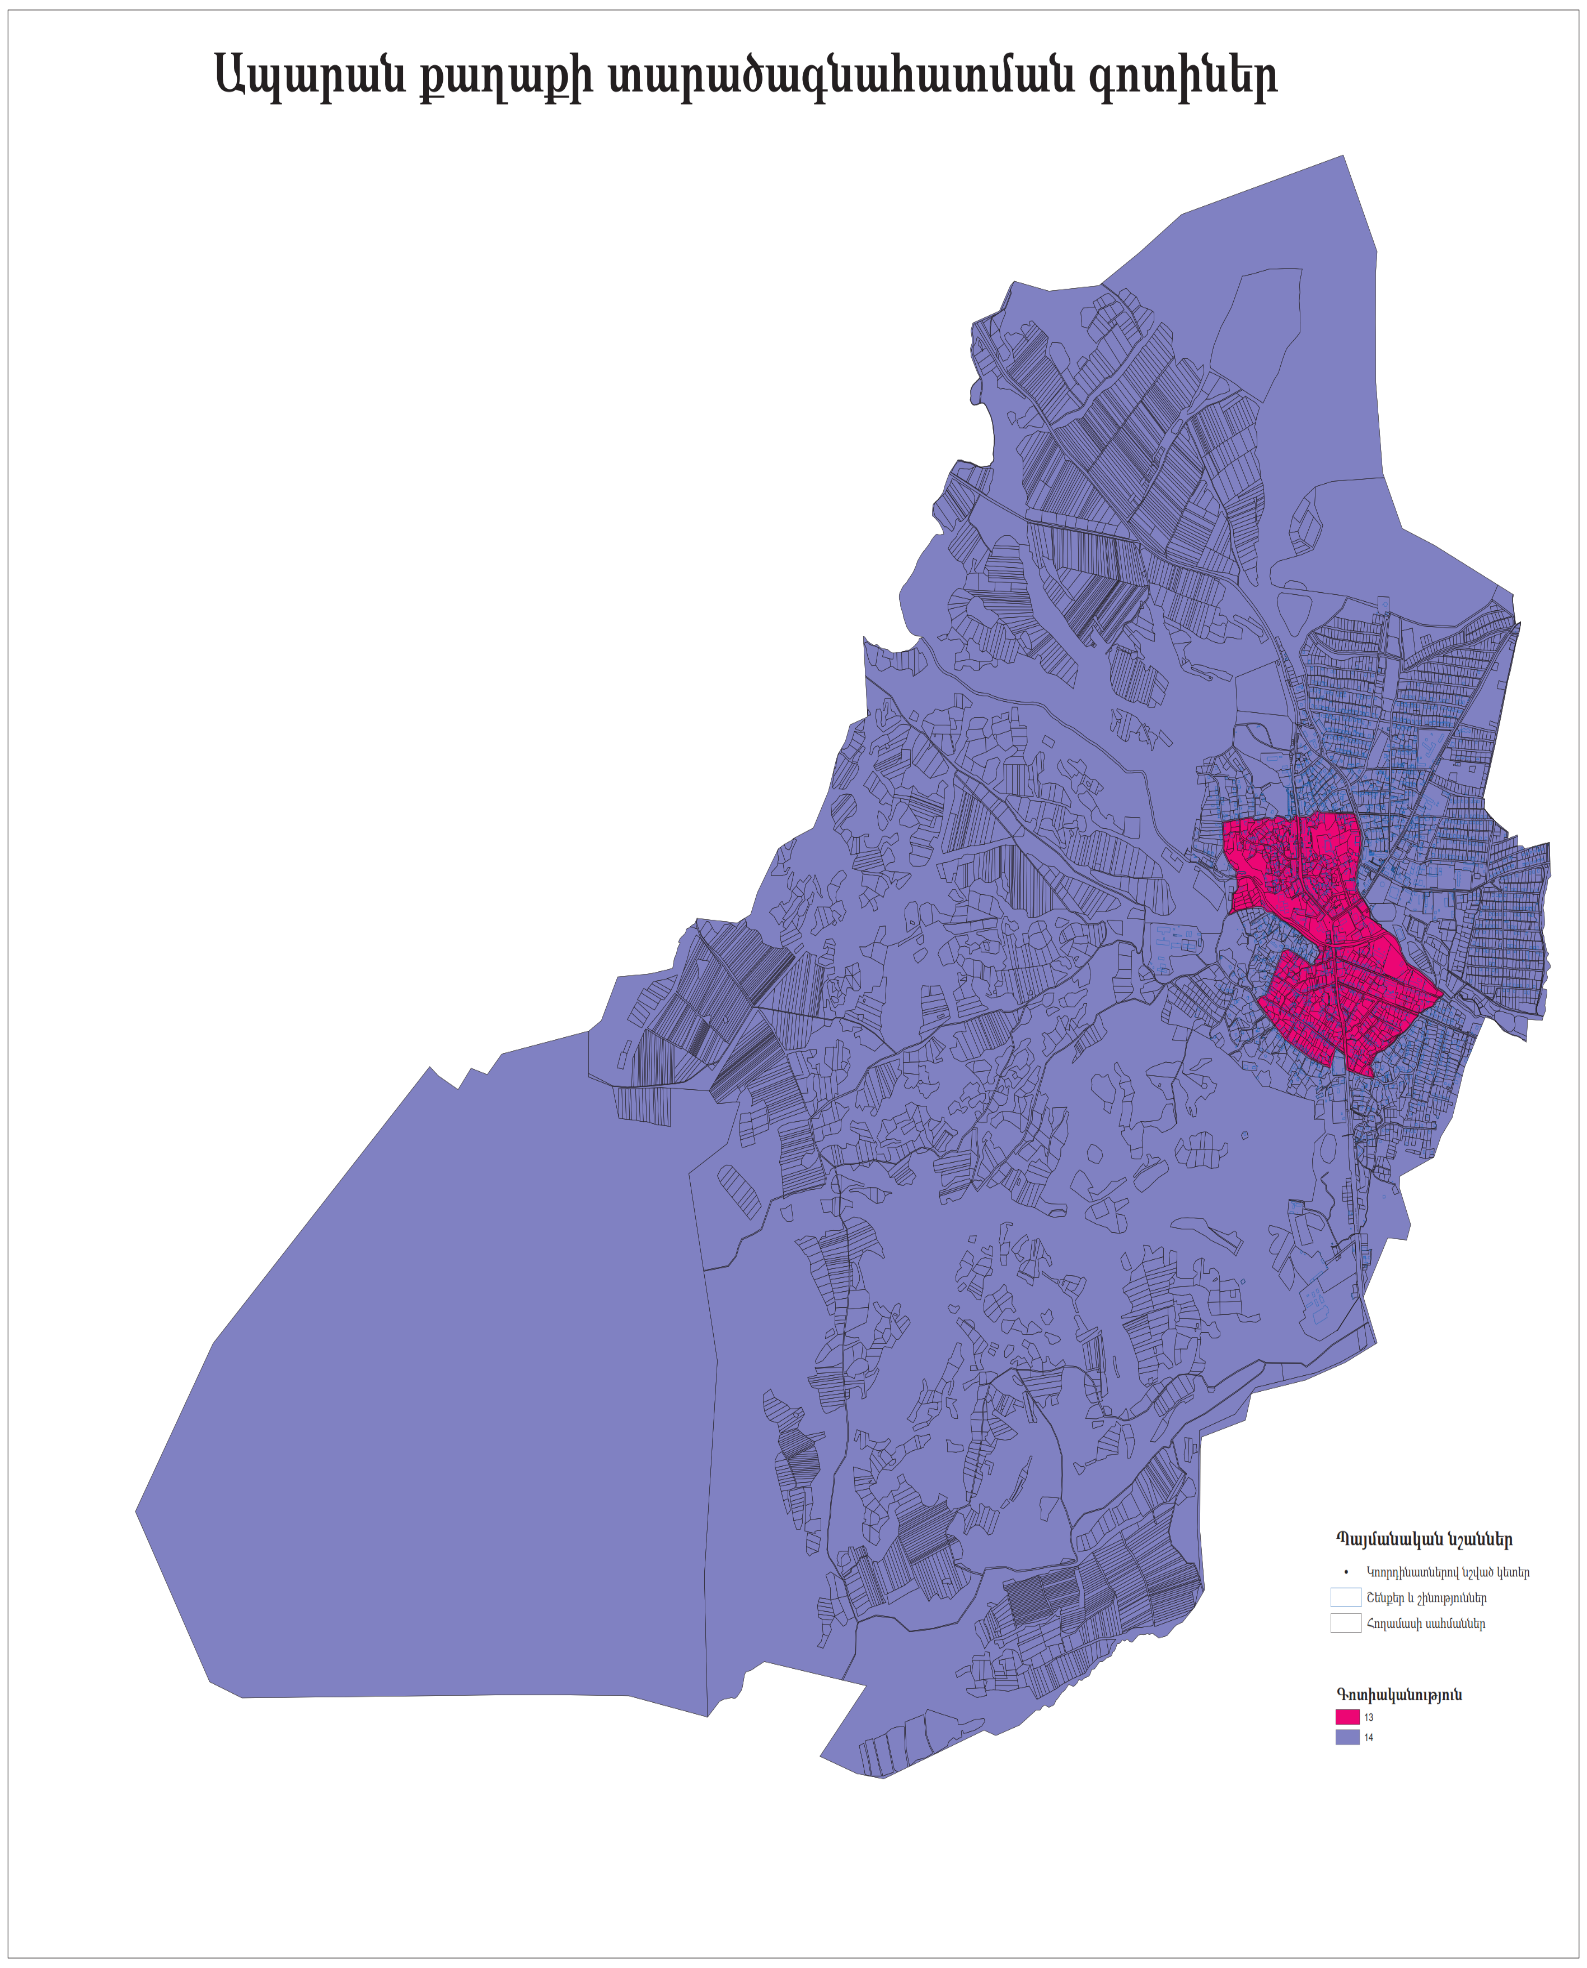 Ապարան քաղաքի տարածագնահատման գոտիներ
Պայմանական նշաններ
Կոորդինատներով նշված կետեր
Շենքեր և շինություններ
Հողամասի սահմաններ
Գոտիականություն
13
14